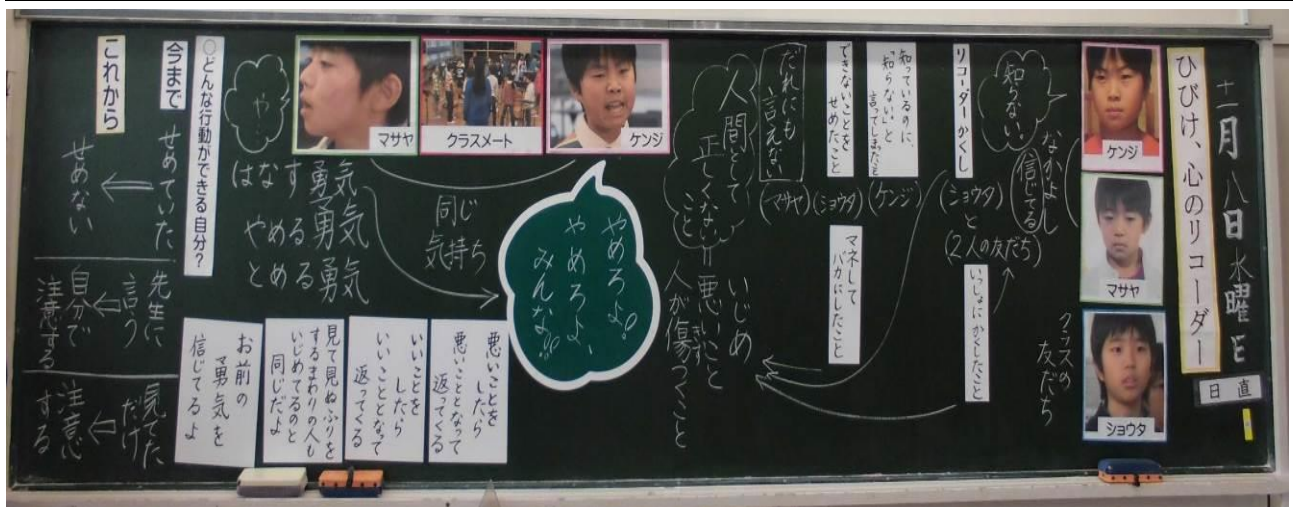 十一月八日水曜日
日直
ひびけ、心のリコーダー
ケンジ
マサヤ
ショウタ
なかよし
信じてる
クラスの
友だち
知らない
リコーダーかくし
(ショウタ)
と
(2人の友だち)
いっしょにかくしたこと
知っているのに、
「知らない」と
言ってしまったこと
(ケンジ)
できないことを
せめたこと
(ショウタ)
マネして
バカにしたこと
だれにも
言えない
(マサヤ)
いじめ
人間として
正しくない=悪いこと
こと
人が傷つくこと
きず
ケンジ
クラスメート
マサヤ
やめろよ。
やめろよ、
みんな。
同じ
気持ち
や…
はなす勇気
やめる勇気
とめる勇気
悪いことを
したら
悪いこととなって
返ってくる
いいことを
したら
いいこととなって
返ってくる
見て見ぬふりを
するまわりの人も
いじめてるのと
同じだよ
お前の
勇気を
信じてるよ
○どんな行動ができる自分?
今まで
せめていた
先生に
言う
見てた
だけ
これから
せめない
自分で
注意する
注意
する